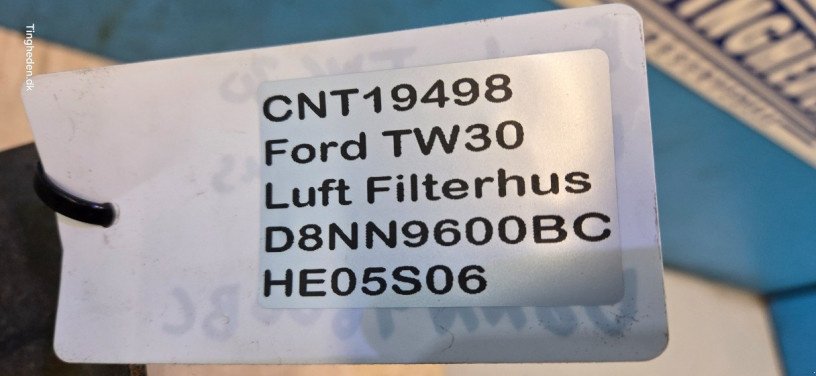 Tingheden.dk
CNT19498
Ford TW30
Luft Filterhus
D8NN9600BC
HE05S06